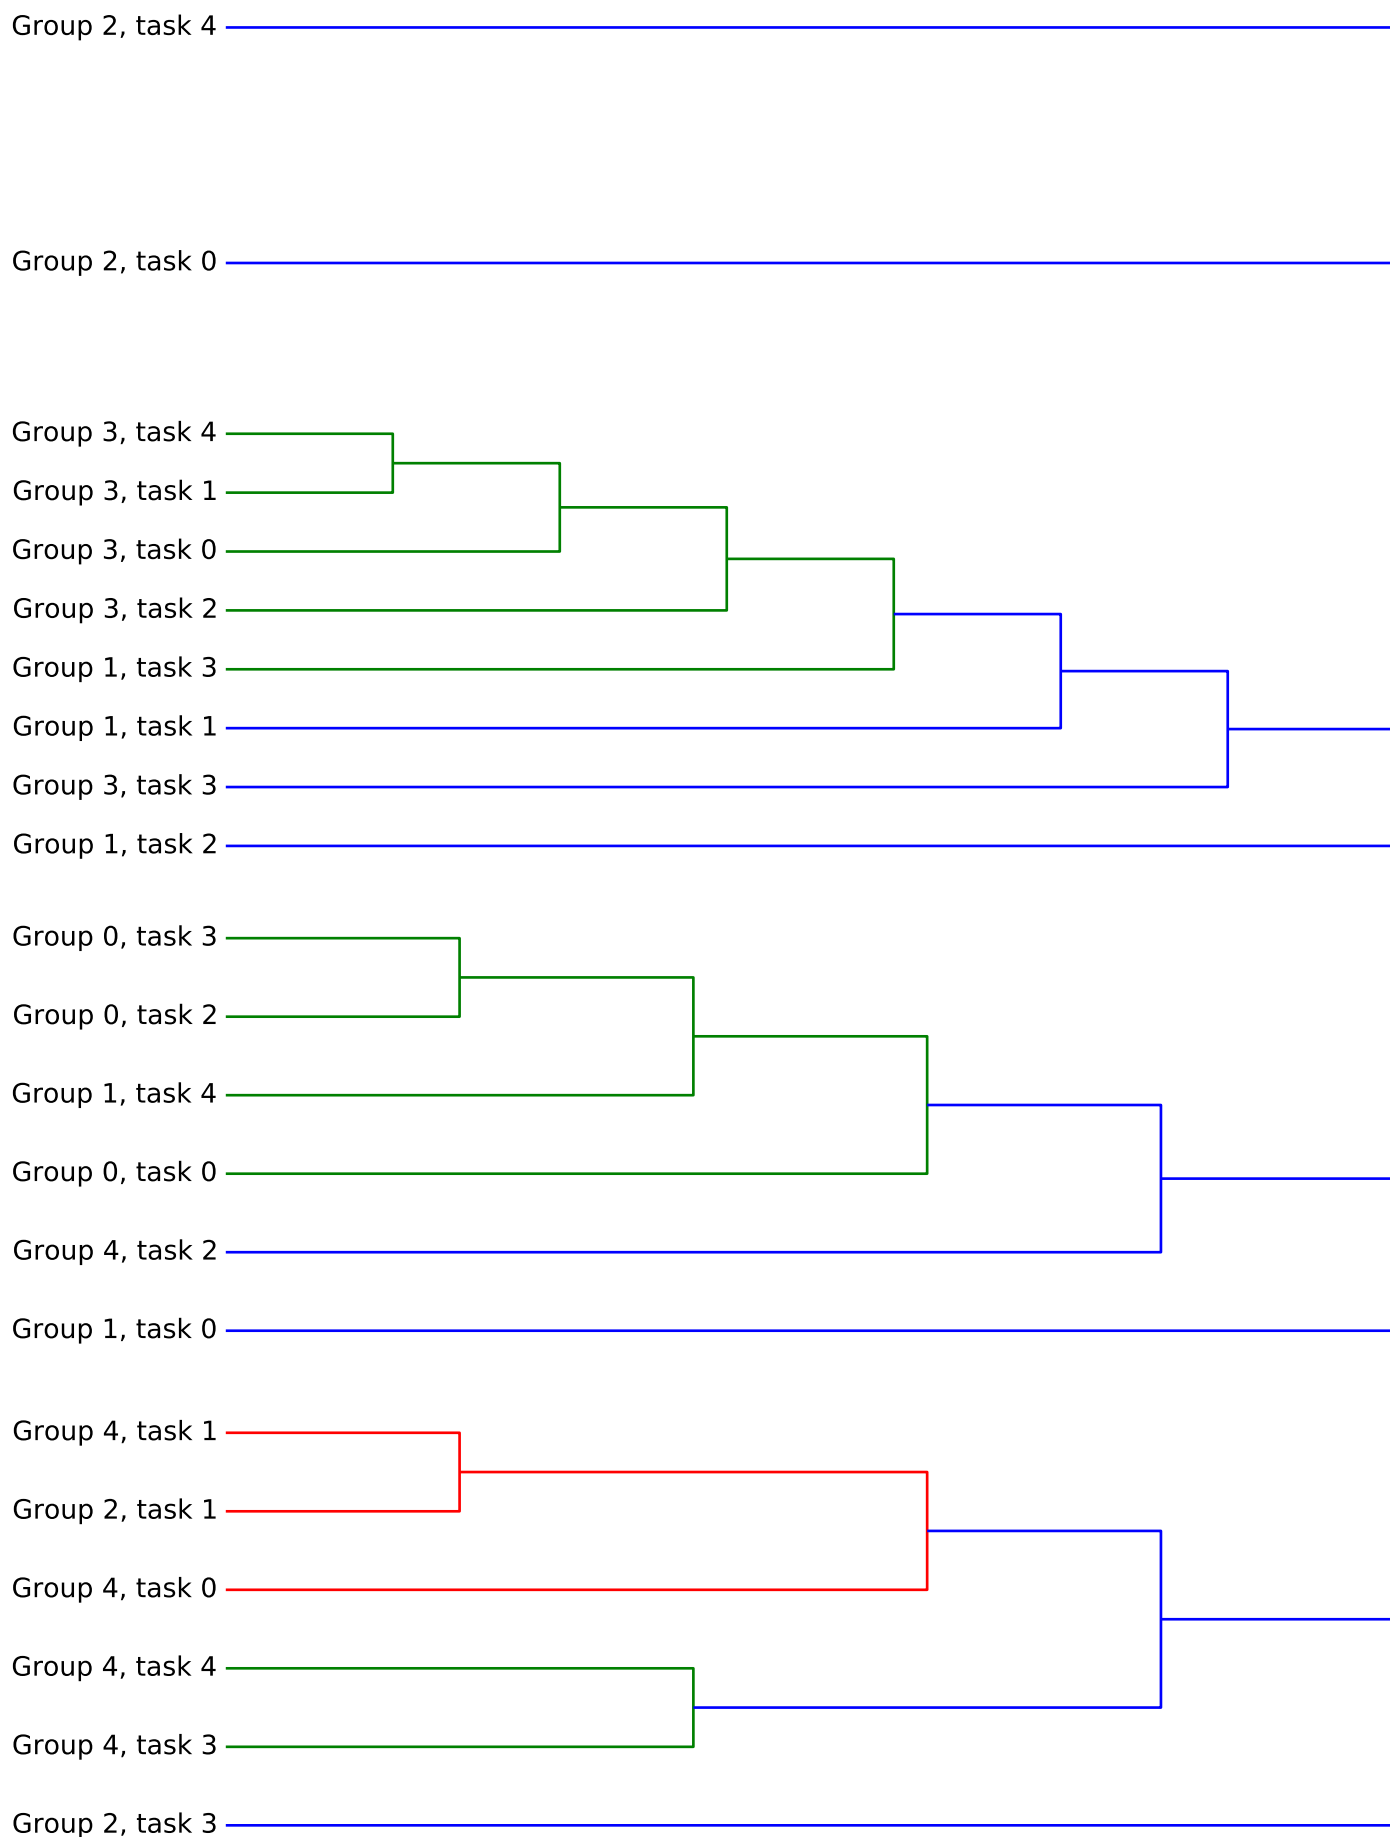 Group 2, task 4
Group 2, task 0
Group 3, task 4
Group 3, task 1
Group 3, task 0
Group 3, task 2
Group 1, task 3
Group 1, task 1
Group 3, task 3
Group 1, task 2
Group 0, task 3
Group 0, task 2
Group 1, task 4
Group 0, task 0
Group 4, task 2
Group 1, task 0
Group 4, task 1
Group 2, task 1
Group 4, task 0
Group 4, task 4
Group 4, task 3
Group 2, task 3